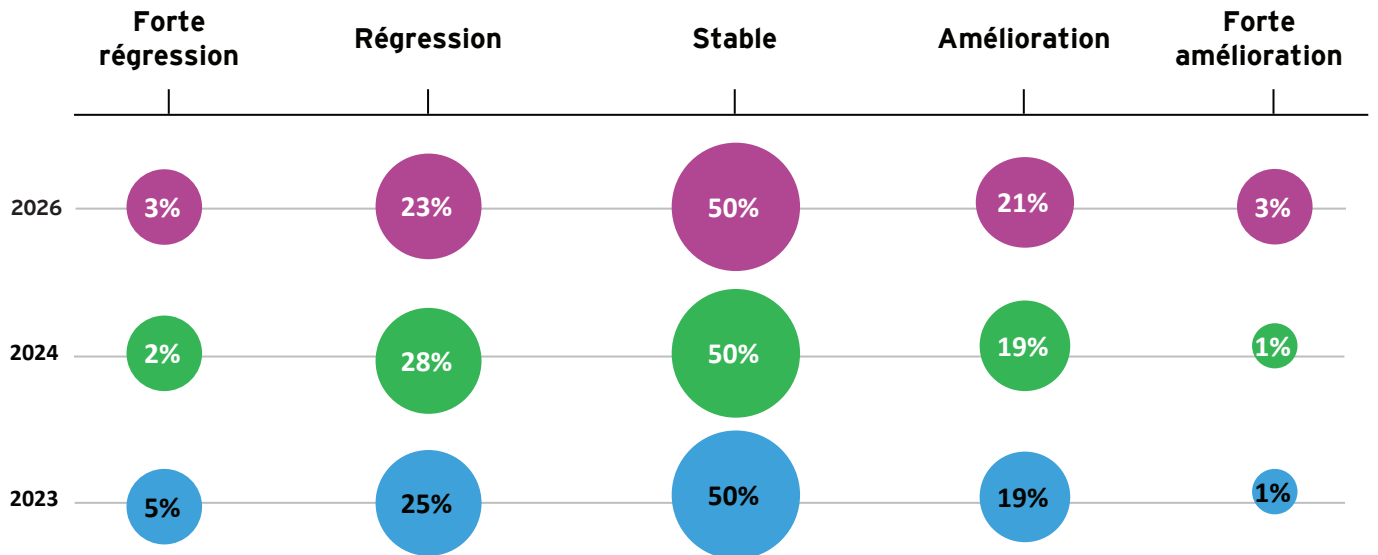 Forte
régression
Régression
Stable
Amélioration
Forte
amélioration
2026
3%
23%
50%
21%
3%
2024
2%
28%
50%
19%
1%
2023
5%
25%
50%
19%
1%